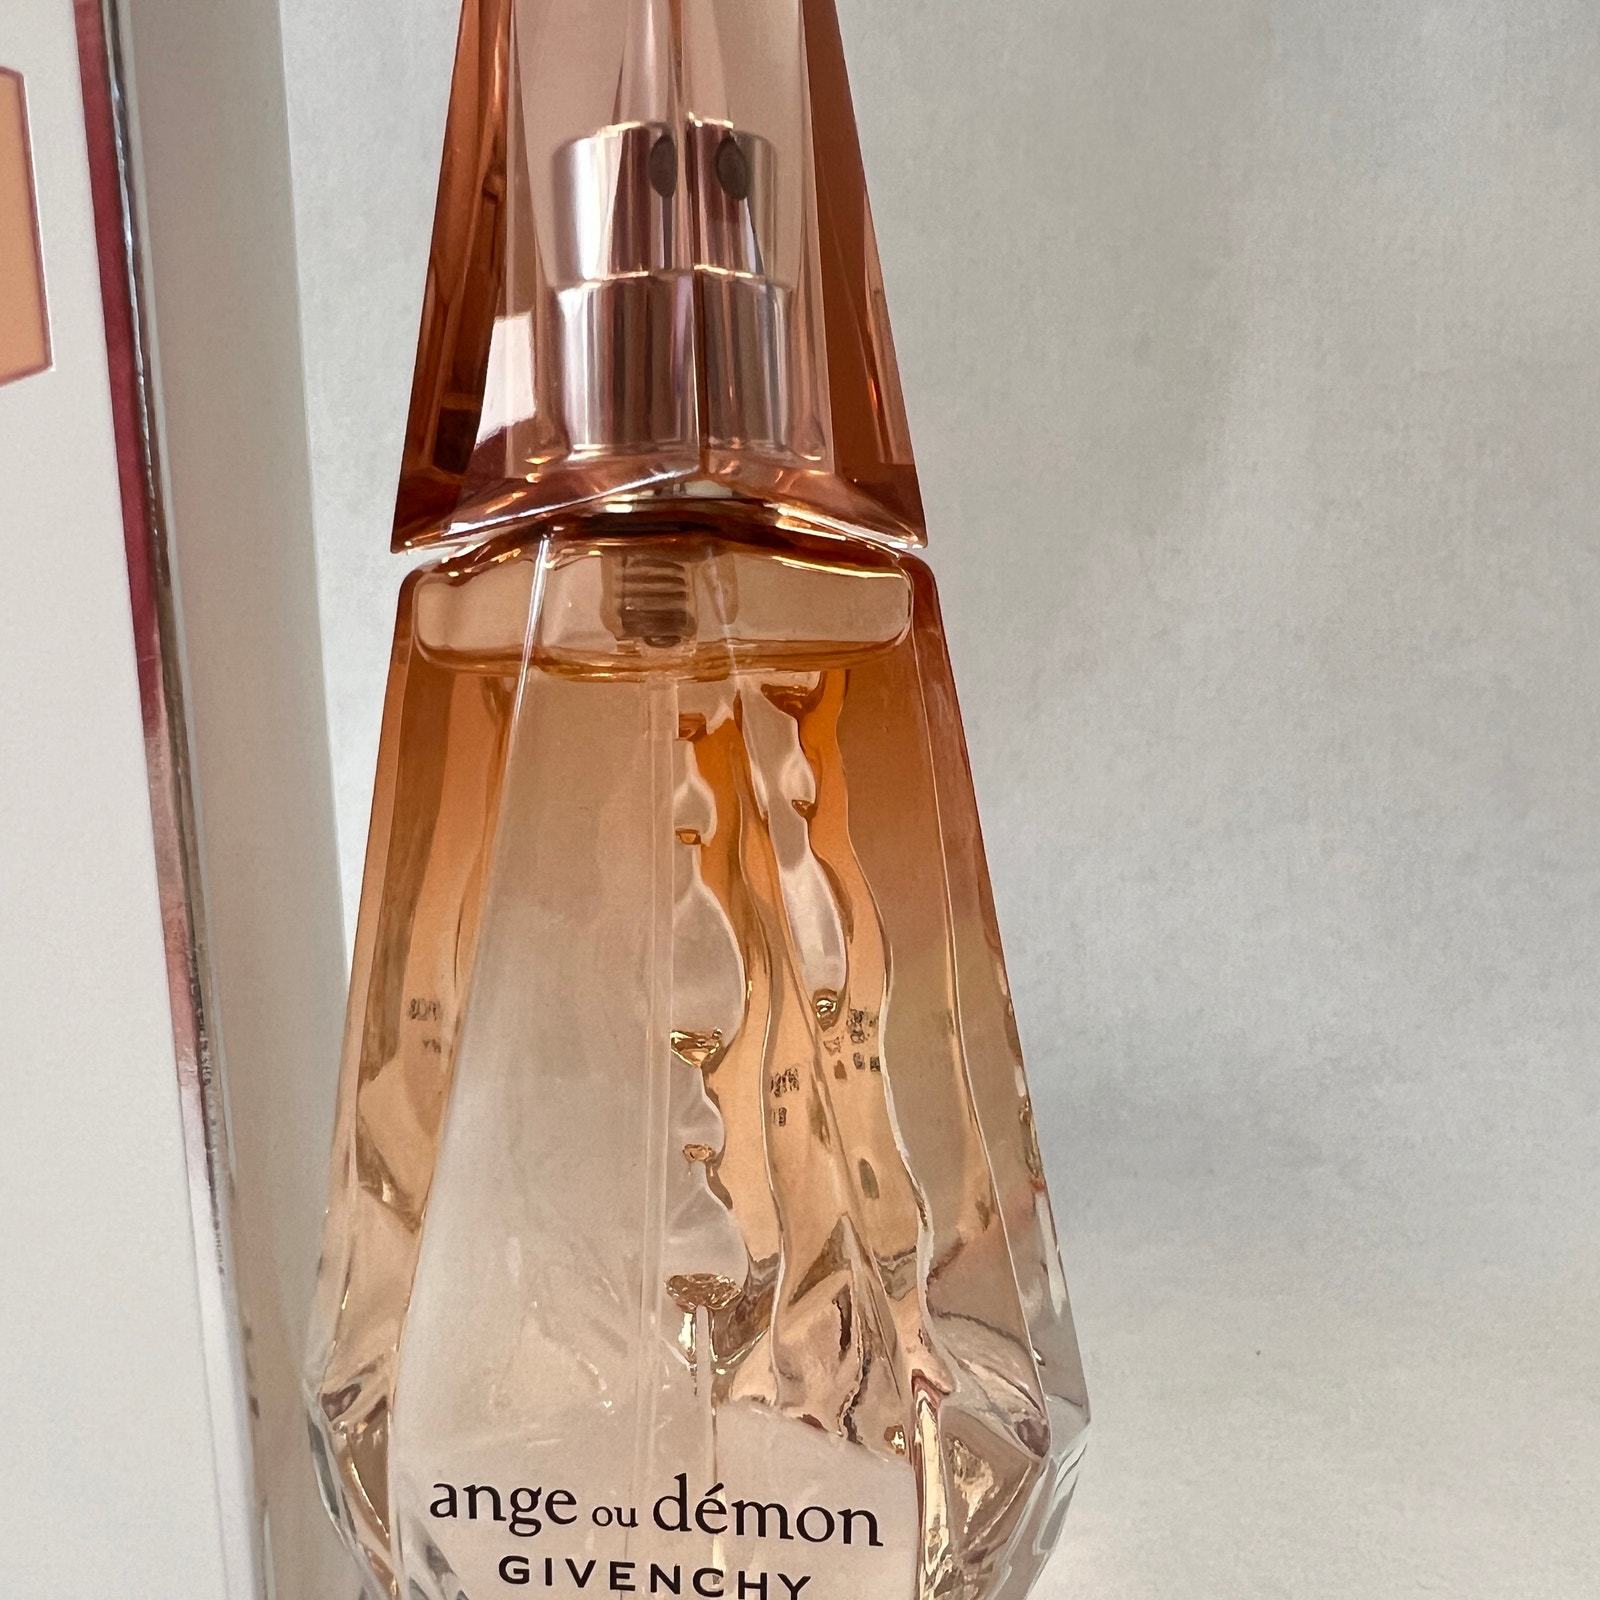 ange ou démon
GIVENCHY